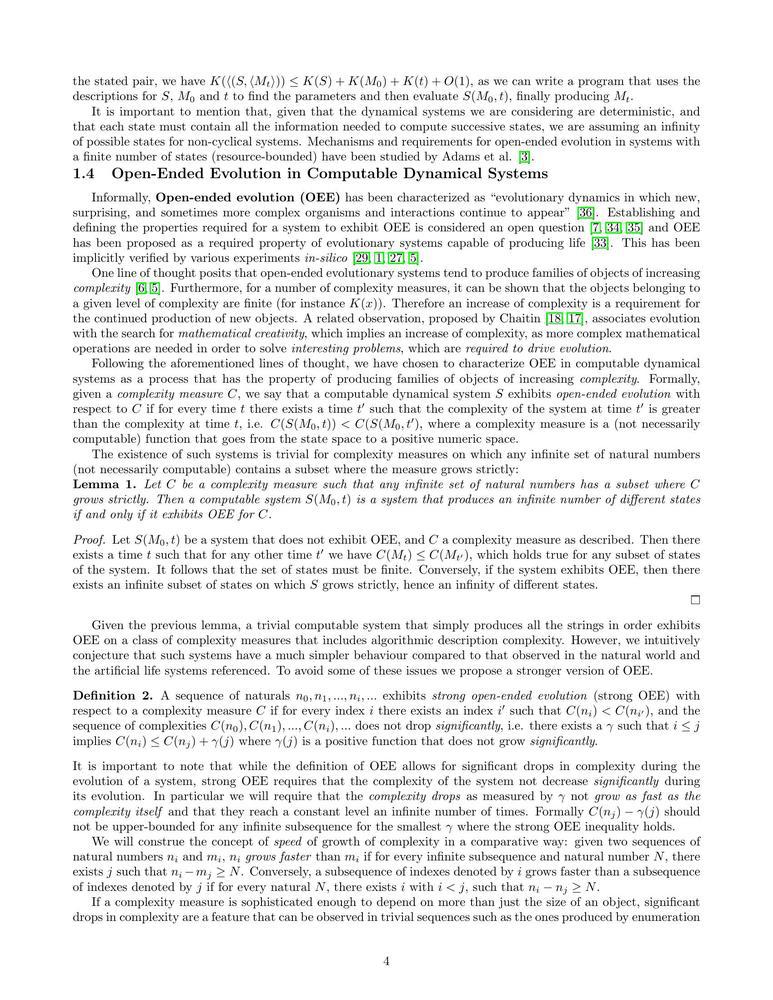 the stated pair, we have K(⟨(S, ⟨M_t⟩⟩) ≤ K(S) + K(M_0) + K(t) + O(1), as we can write a program that uses the
descriptions for S, M_0 and t to find the parameters and then evaluate S(M_0, t), finally producing M_t.
It is important to mention that, given that the dynamical systems we are considering are deterministic, and
that each state must contain all the information needed to compute successive states, we are assuming an infinity
of possible states for non-cyclical systems. Mechanisms and requirements for open-ended evolution in systems with
a finite number of states (resource-bounded) have been studied by Adams et al. [3].
1.4 Open-Ended Evolution in Computable Dynamical Systems
Informally, Open-ended evolution (OEE) has been characterized as “evolutionary dynamics in which new,
surprising, and sometimes more complex organisms and interactions continue to appear” [36]. Establishing and
defining the properties required for a system to exhibit OEE is considered an open question [7, 34, 35] and OEE
has been proposed as a required property of evolutionary systems capable of producing life [33]. This has been
implicitly verified by various experiments in-silico [29, 1, 27, 5].
One line of thought posits that open-ended evolutionary systems tend to produce families of objects of increasing
complexity [6, 5]. Furthermore, for a number of complexity measures, it can be shown that the objects belonging to
a given level of complexity are finite (for instance K(x)). Therefore an increase of complexity is a requirement for
the continued production of new objects. A related observation, proposed by Chaitin [18, 17], associates evolution
with the search for mathematical creativity, which implies an increase of complexity, as more complex mathematical
operations are needed in order to solve interesting problems, which are required to drive evolution.
Following the aforementioned lines of thought, we have chosen to characterize OEE in computable dynamical
systems as a process that has the property of producing families of objects of increasing complexity. Formally,
given a complexity measure C, we say that a computable dynamical system S exhibits open-ended evolution with
respect to C if for every time t there exists a time t′ such that the complexity of the system at time t′ is greater
than the complexity at time t, i.e. C(S(M_0, t)) < C(S(M_0, t′), where a complexity measure is a (not necessarily
computable) function that goes from the state space to a positive numeric space.
The existence of such systems is trivial for complexity measures on which any infinite set of natural numbers
(not necessarily computable) contains a subset where the measure grows strictly:
Lemma 1. Let C be a complexity measure such that any infinite set of natural numbers has a subset where C
grows strictly. Then a computable system S(M_0, t) is a system that produces an infinite number of different states
if and only if it exhibits OEE for C.
Proof. Let S(M_0, t) be a system that does not exhibit OEE, and C a complexity measure as described. Then there
exists a time t such that for any other time t′ we have C(M_t) ≤ C(M_t′), which holds true for any subset of states
of the system. It follows that the set of states must be finite. Conversely, if the system exhibits OEE, then there
exists an infinite subset of states on which S grows strictly, hence an infinity of different states.
□
Given the previous lemma, a trivial computable system that simply produces all the strings in order exhibits
OEE on a class of complexity measures that includes algorithmic description complexity. However, we intuitively
conjecture that such systems have a much simpler behaviour compared to that observed in the natural world and
the artificial life systems referenced. To avoid some of these issues we propose a stronger version of OEE.
Definition 2. A sequence of naturals n_0, n_1, ..., n_i, ... exhibits strong open-ended evolution (strong OEE) with
respect to a complexity measure C if for every index i there exists an index i′ such that C(n_i) < C(n_i′), and the
sequence of complexities C(n_0), C(n_1), ..., C(n_i), ... does not drop significantly, i.e. there exists a γ such that i ≤ j
implies C(n_i) ≤ C(n_j) + γ(j) where γ(j) is a positive function that does not grow significantly.
It is important to note that while the definition of OEE allows for significant drops in complexity during the
evolution of a system, strong OEE requires that the complexity of the system not decrease significantly during
its evolution. In particular we will require that the complexity drops as measured by γ not grow as fast as the
complexity itself and that they reach a constant level an infinite number of times. Formally C(n_j) − γ(j) should
not be upper-bounded for any infinite subsequence for the smallest γ where the strong OEE inequality holds.
We will construe the concept of speed of growth of complexity in a comparative way: given two sequences of
natural numbers n_i and m_i, n_i grows faster than m_i if for every infinite subsequence and natural number N, there
exists j such that n_i − m_j ≥ N. Conversely, a subsequence of indexes denoted by i grows faster than a subsequence
of indexes denoted by j if for every natural N, there exists i with i < j, such that n_i − n_j ≥ N.
If a complexity measure is sophisticated enough to depend on more than just the size of an object, significant
drops in complexity are a feature that can be observed in trivial sequences such as the ones produced by enumeration
4